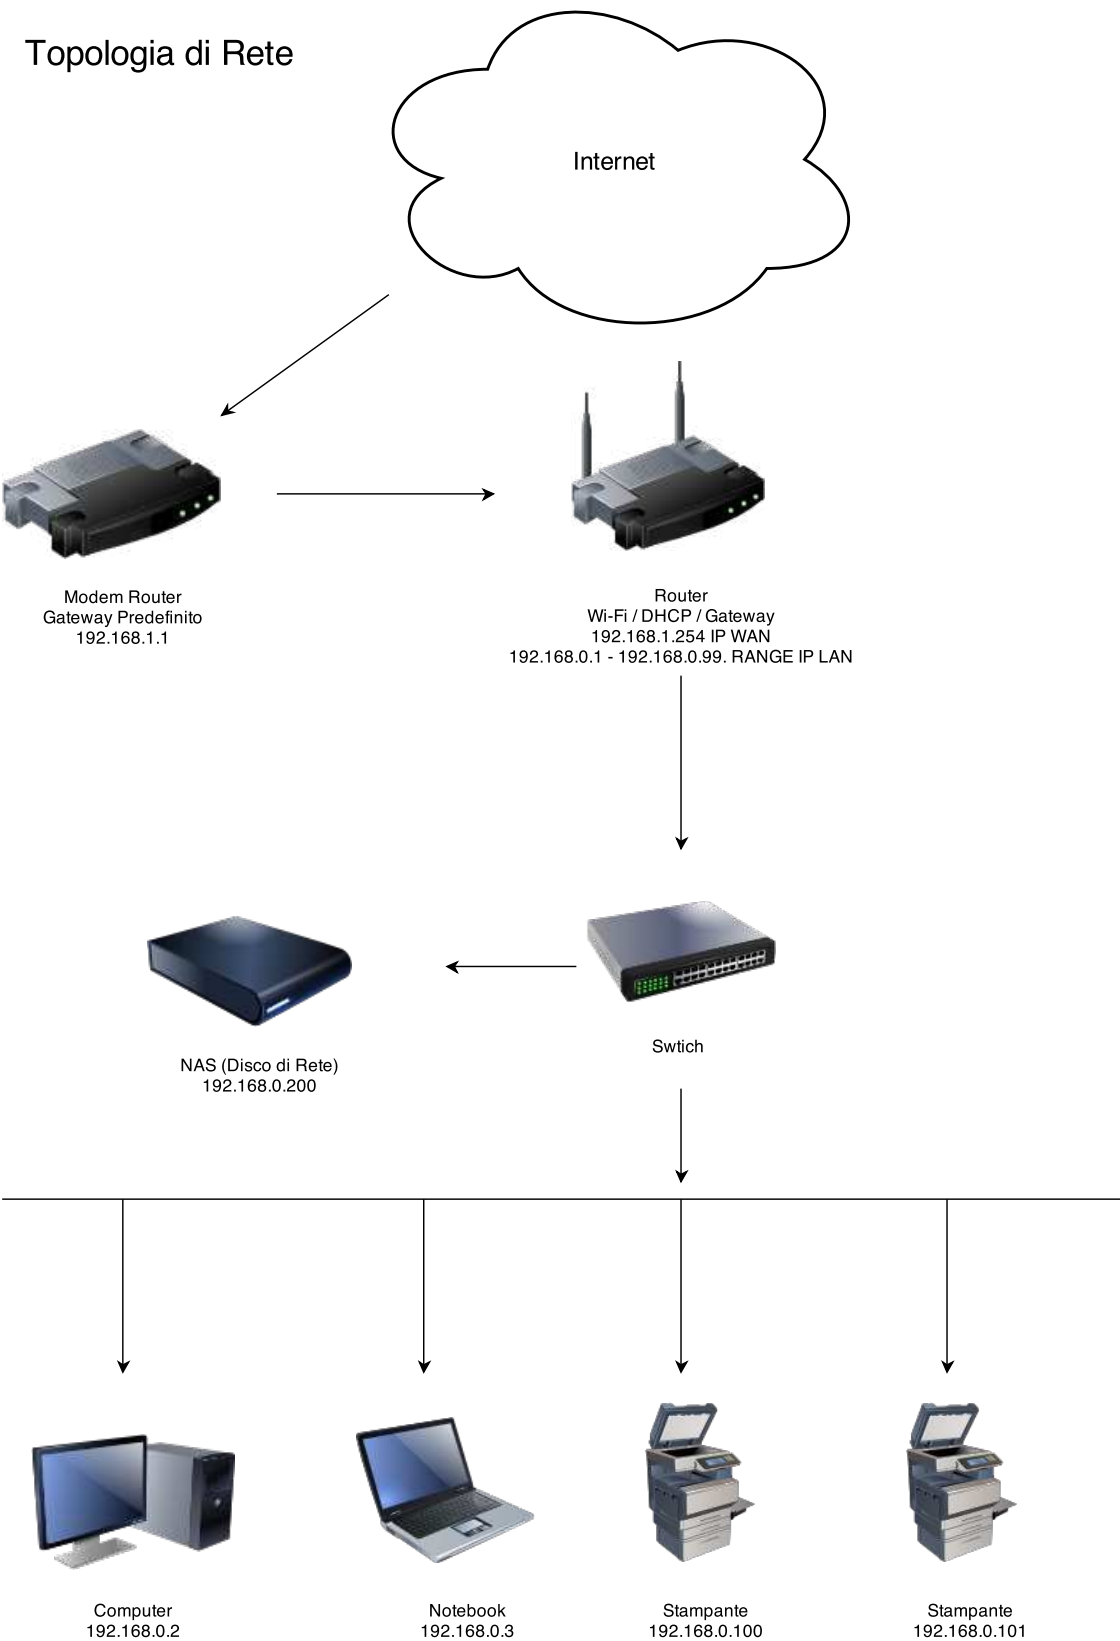 Topologia di Rete
Internet
Modem Router
Gateway Predefinito
192.168.1.1
Router
Wi-Fi / DHCP / Gateway
192.168.1.254 IP WAN
192.168.0.1 - 192.168.0.99. RANGE IP LAN
NAS (Disco di Rete)
192.168.0.200
Swtich
Computer
192.168.0.2
Notebook
192.168.0.3
Stampante
192.168.0.100
Stampante
192.168.0.101